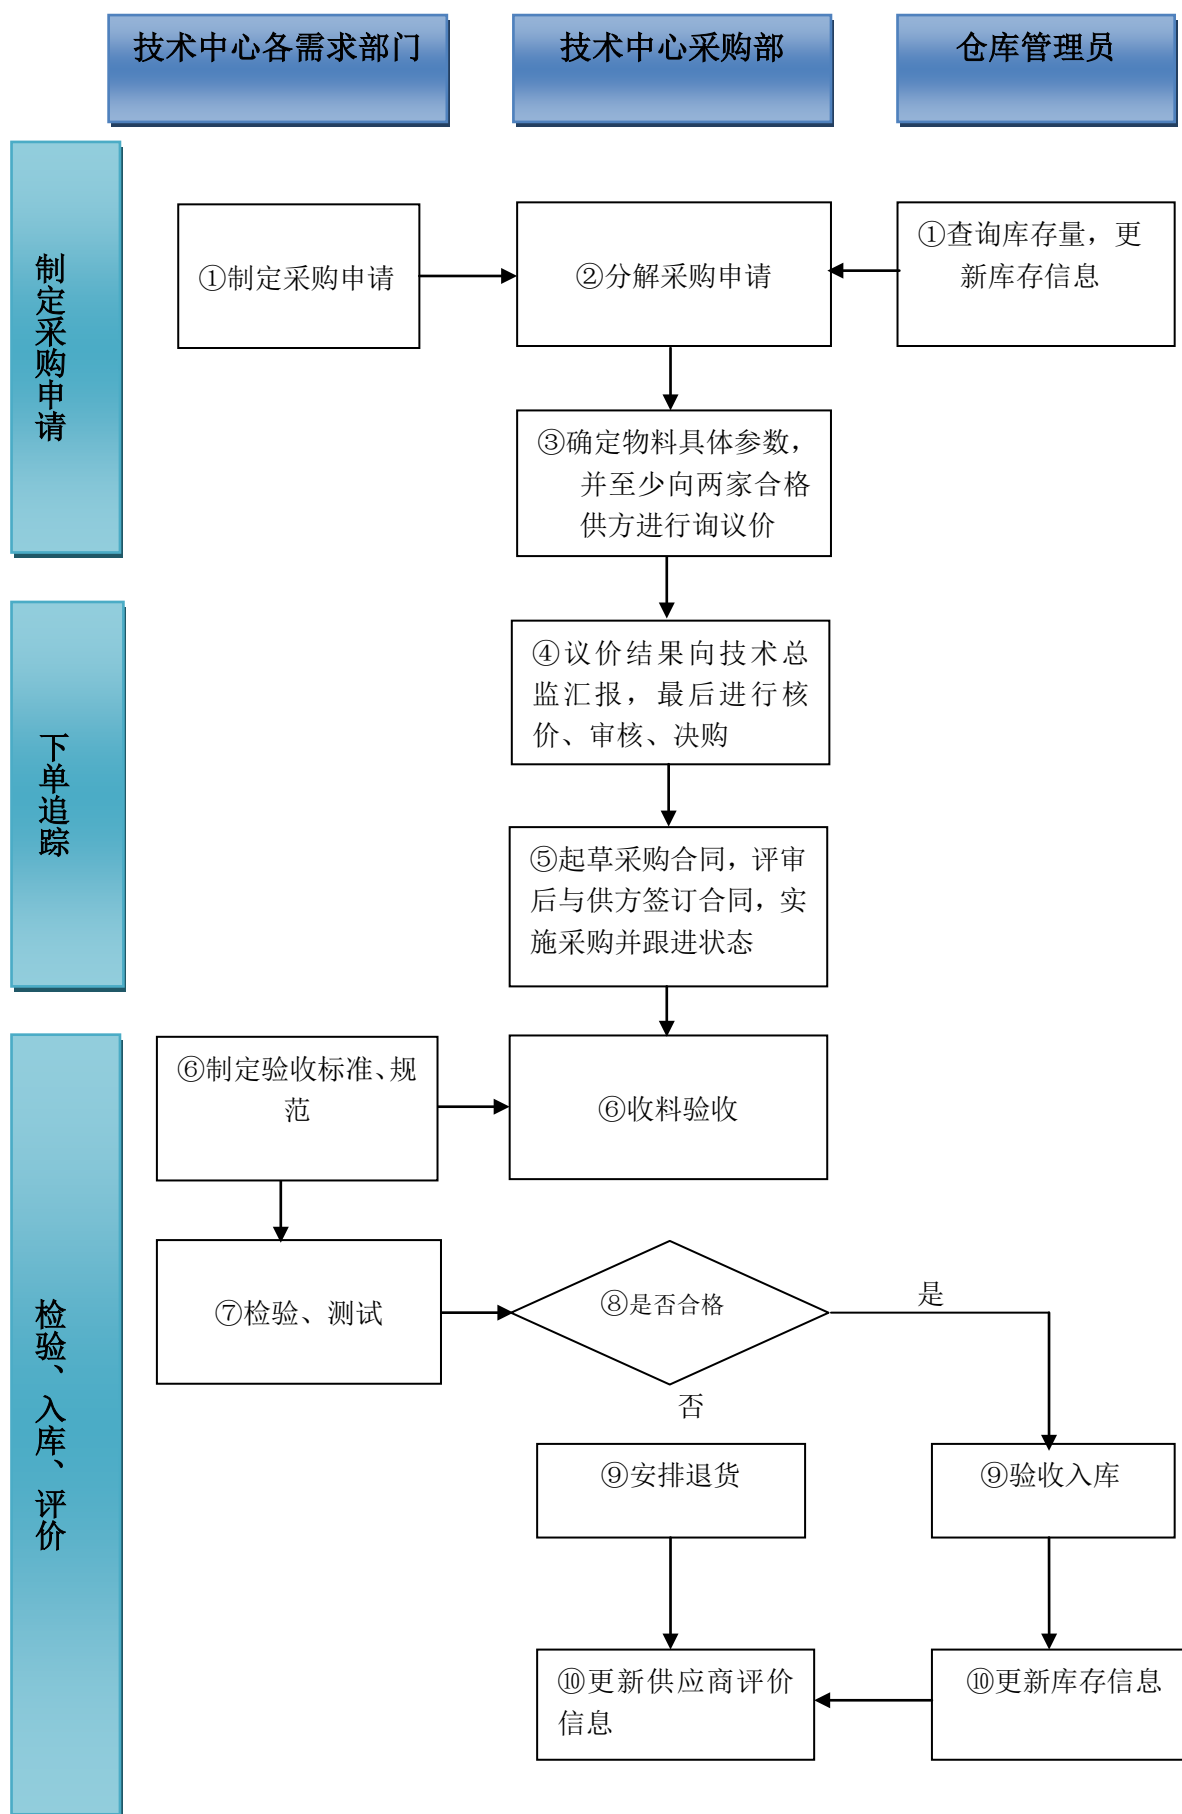 技术中心各需求部门
技术中心采购部
仓库管理员
制定采购申请
①制定采购申请
②分解采购申请
①查询库存量，更
新库存信息
③确定物料具体参数，
并至少向两家合格
供方进行询议价
下单追踪
④议价结果向技术总
监汇报，最后进行核
价、审核、决购
⑤起草采购合同，评审
后与供方签订合同，实
施采购并跟进状态
检验、入库、评价
⑥制定验收标准、规
范
⑥收料验收
⑦检验、测试
⑧是否合格
是
否
⑨安排退货
⑨验收入库
⑩更新供应商评价
信息
⑩更新库存信息